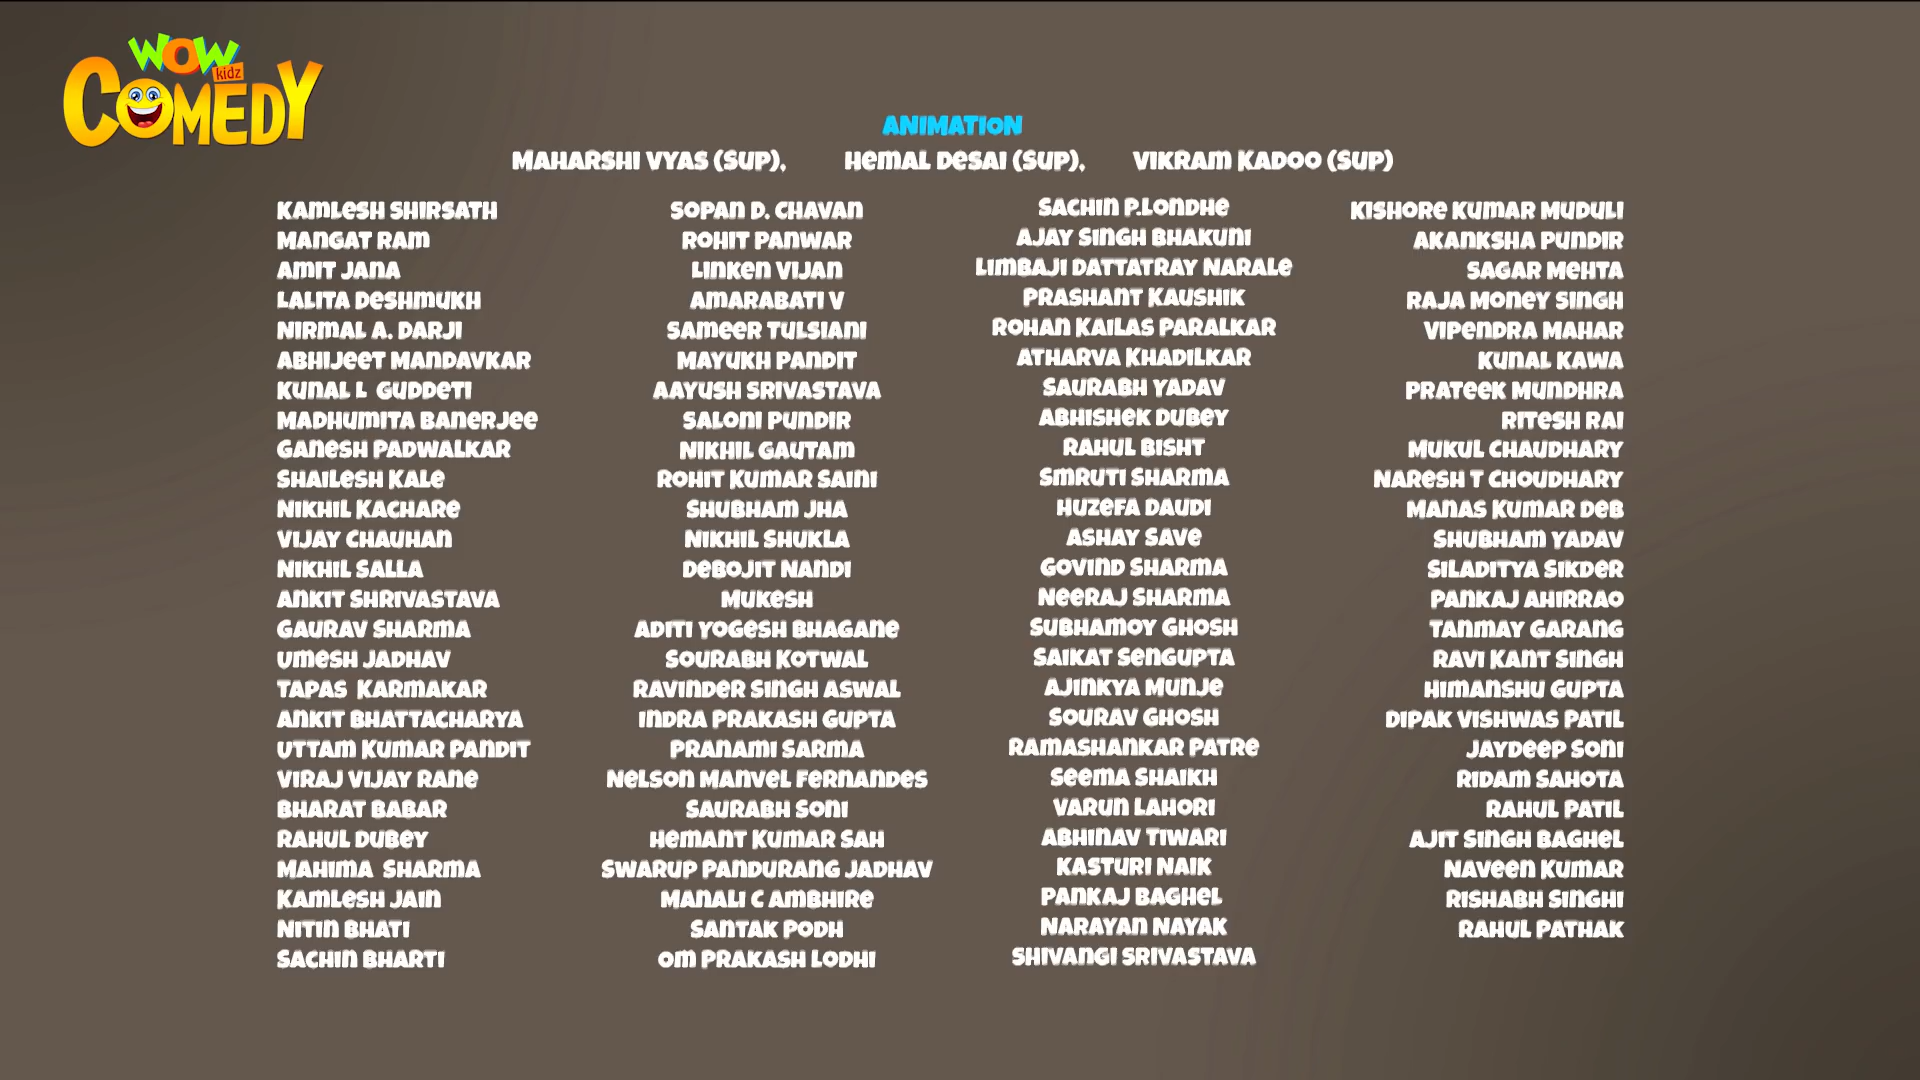 WOW
kidz
COMEDY
ANIMATION
MAHARSHI VYAS (SUP), HEMAL DESAI (SUP), VIKRAM KADOO (SUP)
KAMLESH SHIRSATH
MANGAT RAM
AMIT JANA
LALITA DESHMUKH
NIRMAL A. DARJI
ABHIJEET MANDAVKAR
KUNAL L GUDDETI
MADHUMITA BANERJEE
GANESH PADWALKAR
SHAILESH KALE
NIKHIL KACHARE
VIJAY CHAUHAN
NIKHIL SALLA
ANKIT SHRIVASTAVA
GAURAV SHARMA
UMESH JADHAV
TAPAS KARMAKAR
ANKIT BHATTACHARYA
UTTAM KUMAR PANDIT
VIRAJ VIJAY RANE
BHARAT BABAR
RAHUL DUBEY
MAHIMA SHARMA
KAMLESH JAIN
NITIN BHATI
SACHIN BHARTI
SOPAN D. CHAVAN
ROHIT PANWAR
LINKEN VIJAN
AMARABATI V
SAMEER TULSIANI
MAYUKH PANDIT
AAYUSH SRIVASTAVA
SALONI PUNDIR
NIKHIL GAUTAM
ROHIT KUMAR SAINI
SHUBHAM JHA
NIKHIL SHUKLA
DEBOJIT NANDI
MUKESH
ADITI YOGESH BHAGANE
SOURABH KOTWAL
RAVINDER SINGH ASWAL
INDRA PRAKASH GUPTA
PRANAMI SARMA
NELSON MANVEL FERNANDES
SAURABH SONI
HEMANT KUMAR SAH
SWARUP PANDURANG JADHAV
MANALI C AMBHIRE
SANTAK PODH
OM PRAKASH LODHI
SACHIN P.LONDHE
AJAY SINGH BHAKUNI
LIMBAJI DATTATRAY NARALE
PRASHANT KAUSHIK
ROHAN KAILAS PARALKAR
ATHARVA KHADILKAR
SAURABH YADAV
ABHISHEK DUBEY
RAHUL BISHT
SMRUTI SHARMA
HUZEFA DAUDI
ASHAY SAVE
GOVIND SHARMA
NEERAJ SHARMA
SUBHAMOY GHOSH
SAIKAT SENGUPTA
AJINKYA MUNJE
SOURAV GHOSH
RAMASHANKAR PATRE
SEEMA SHAIKH
VARUN LAHORI
ABHINAV TIWARI
KASTURI NAIK
PANKAJ BAGHEL
NARAYAN NAYAK
SHIVANGI SRIVASTAVA
KISHORE KUMAR MUDULI
AKANKSHA PUNDIR
SAGAR MEHTA
RAJA MONEY SINGH
VIPENDRA MAHAR
KUNAL KAWA
PRATEEK MUNDHRA
RITESH RAI
MUKUL CHAUDHARY
NARESH T CHOUDHARY
MANAS KUMAR DEB
SHUBHAM YADAV
SILADITYA SIKDER
PANKAJ AHIRRAO
TANMAY GARANG
RAVI KANT SINGH
HIMANSHU GUPTA
DIPAK VISHWAS PATIL
JAYDEEP SONI
RIDAM SAHOTA
RAHUL PATIL
AJIT SINGH BAGHEL
NAVEEN KUMAR
RISHABH SINGHI
RAHUL PATHAK